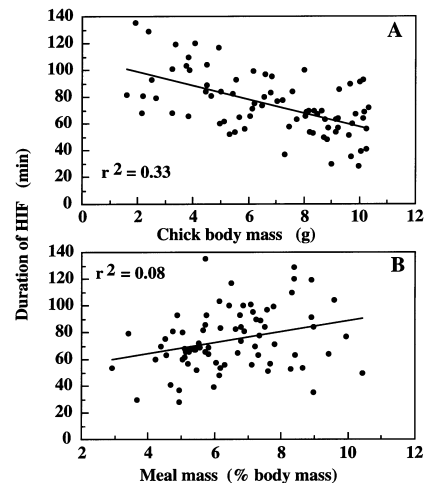 A
140
120
100
80
60
40
20
0
r 2 = 0.33
0 2 4 6 8 10 12
Chick body mass (g)
Duration of HIF (min)
B
140
120
100
80
60
40
20
0
r 2 = 0.08
2 4 6 8 10 12
Meal mass (% body mass)